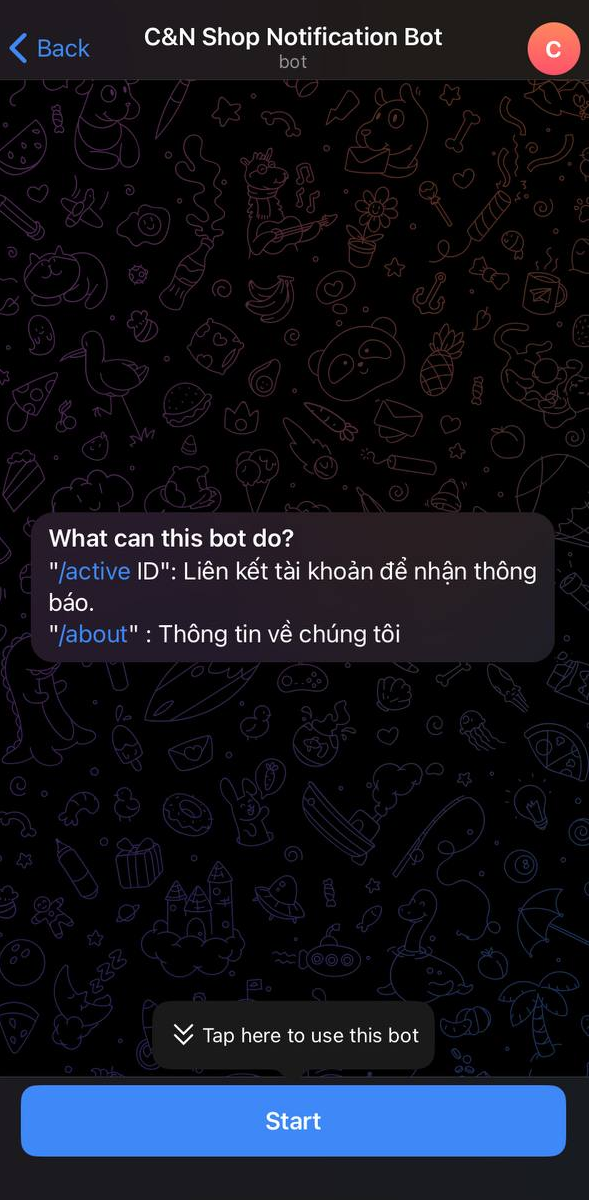 C&N Shop Notification Bot
Back
bot
C
What can this bot do?
"/active ID": Liên kết tài khoản để nhận thông
báo.
"/about" : Thông tin về chúng tôi
Tap here to use this bot
Start